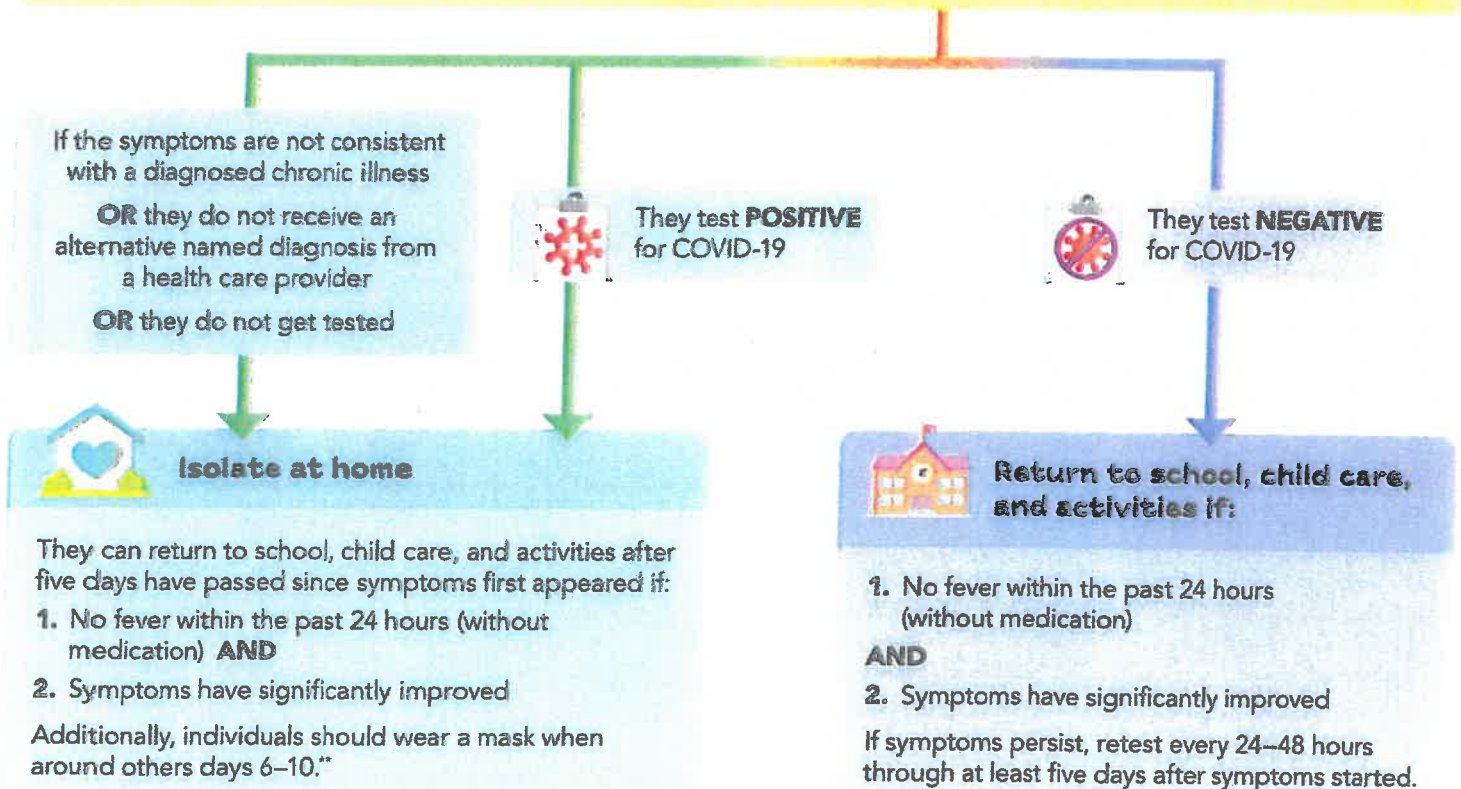 If the symptoms are not consistent
with a diagnosed chronic illness
OR they do not receive an
alternative named diagnosis from
a health care provider
OR they do not get tested
They test POSITIVE
for COVID-19
They test NEGATIVE
for COVID-19
Isolate at home
They can return to school, child care, and activities after
five days have passed since symptoms first appeared if:
1. No fever within the past 24 hours (without
medication) AND
2. Symptoms have significantly improved
Additionally, individuals should wear a mask when
around others days 6–10.**
Return to school, child care,
and activities if:
1. No fever within the past 24 hours
(without medication)
AND
2. Symptoms have significantly improved
If symptoms persist, retest every 24–48 hours
through at least five days after symptoms started.